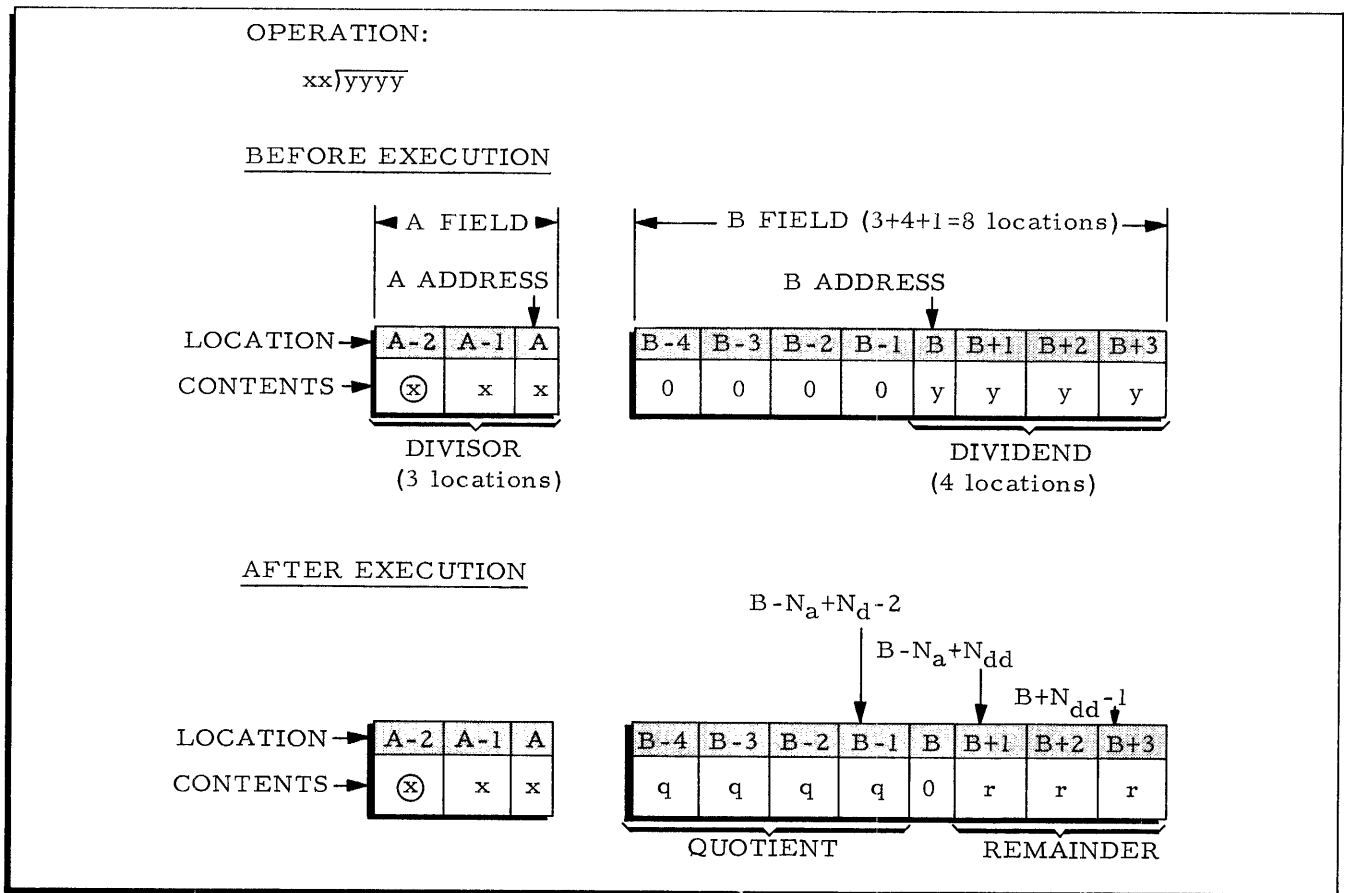 OPERATION:
xx)yyyy
BEFORE EXECUTION
A FIELD B FIELD (3+4+1=8 locations)
A ADDRESS B ADDRESS
LOCATION A-2 A-1 A B-4 B-3 B-2 B-1 B B+1 B+2 B+3
CONTENTS x x x 0 0 0 0 y y y y
DIVISOR DIVIDEND
(3 locations) (4 locations)
AFTER EXECUTION
B-Na+Nd-2
B-Na+Ndd
B+Ndd-1
LOCATION A-2 A-1 A B-4 B-3 B-2 B-1 B B+1 B+2 B+3
CONTENTS x x x q q q q 0 r r r
QUOTIENT REMAINDER